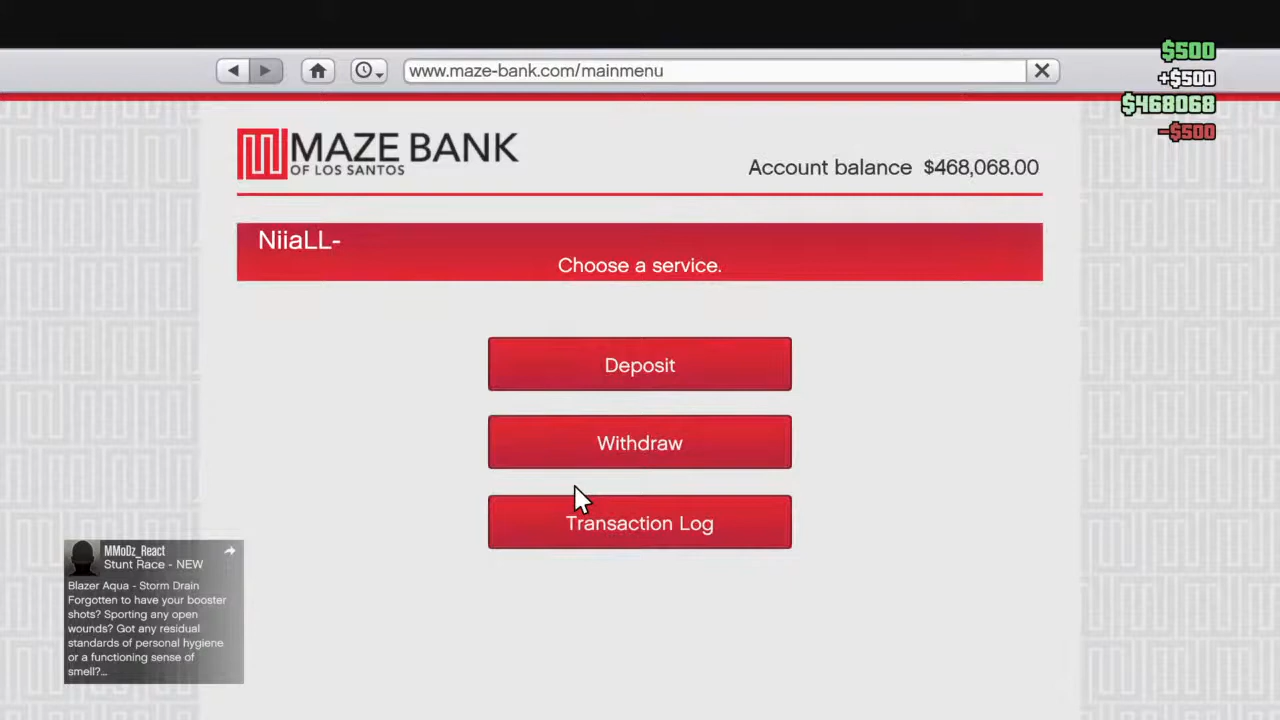 www.maze-bank.com/mainmenu
$500
+$500
$468068
-$500
MAZE BANK
OF LOS SANTOS
Account balance $468,068.00
NiiaLL-
Choose a service.
Deposit
Withdraw
Transaction Log
MMoDz_React
Stunt Race - NEW
Blazer Aqua - Storm Drain
Forgotten to have your booster
shots? Sporting any open
wounds? Got any residual
standards of personal hygiene
or a functioning sense of
smell?...